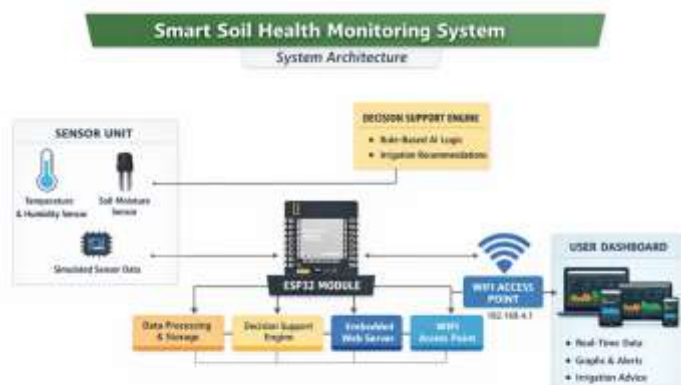 Smart Soil Health Monitoring System
System Architecture
SENSOR UNIT
Temperature
& Humidity Sensor
Soil Moisture
Sensor
Simulated Sensor Data
DECISION SUPPORT ENGINE
• Rule-Based AI Logic
• Irrigation Recommendations
ESP32 MODULE
Data Processing
& Storage
Decision Support
Engine
Embedded
Web Server
WIFI
Access Point
WIFI ACCESS
POINT
192.168.4.1
USER DASHBOARD
• Real-Time Data
• Graphs & Alerts
• Irrigation Advice